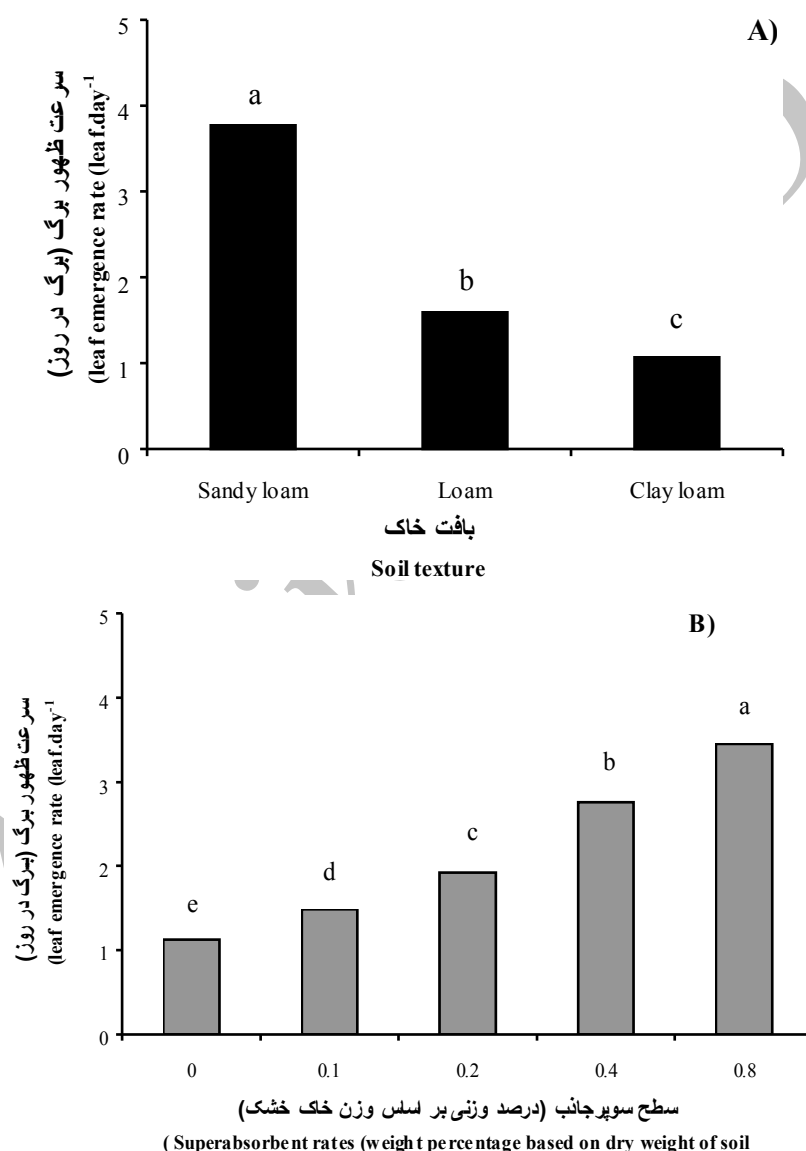 A)
سرعت ظهور برگ (برگ در روز)
(leaf emergence rate (leaf.day⁻¹
5
4
3
2
1
0
a
b
c
Sandy loam
Loam
Clay loam
بافت خاک
Soil texture
B)
سرعت ظهور برگ (برگ در روز)
(leaf emergence rate (leaf.day⁻¹
5
4
3
2
1
0
e
d
c
b
a
0
0.1
0.2
0.4
0.8
سطح سوپرجاذب (درصد وزنی بر اساس وزن خاک خشک)
( Superabsorbent rates (weight percentage based on dry weight of soil